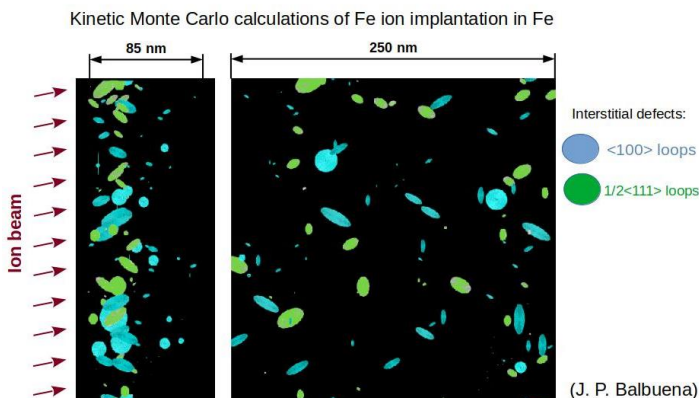 Kinetic Monte Carlo calculations of Fe ion implantation in Fe
85 nm
250 nm
Ion beam
Interstitial defects:
<100> loops
1/2<111> loops
(J. P. Balbuena)